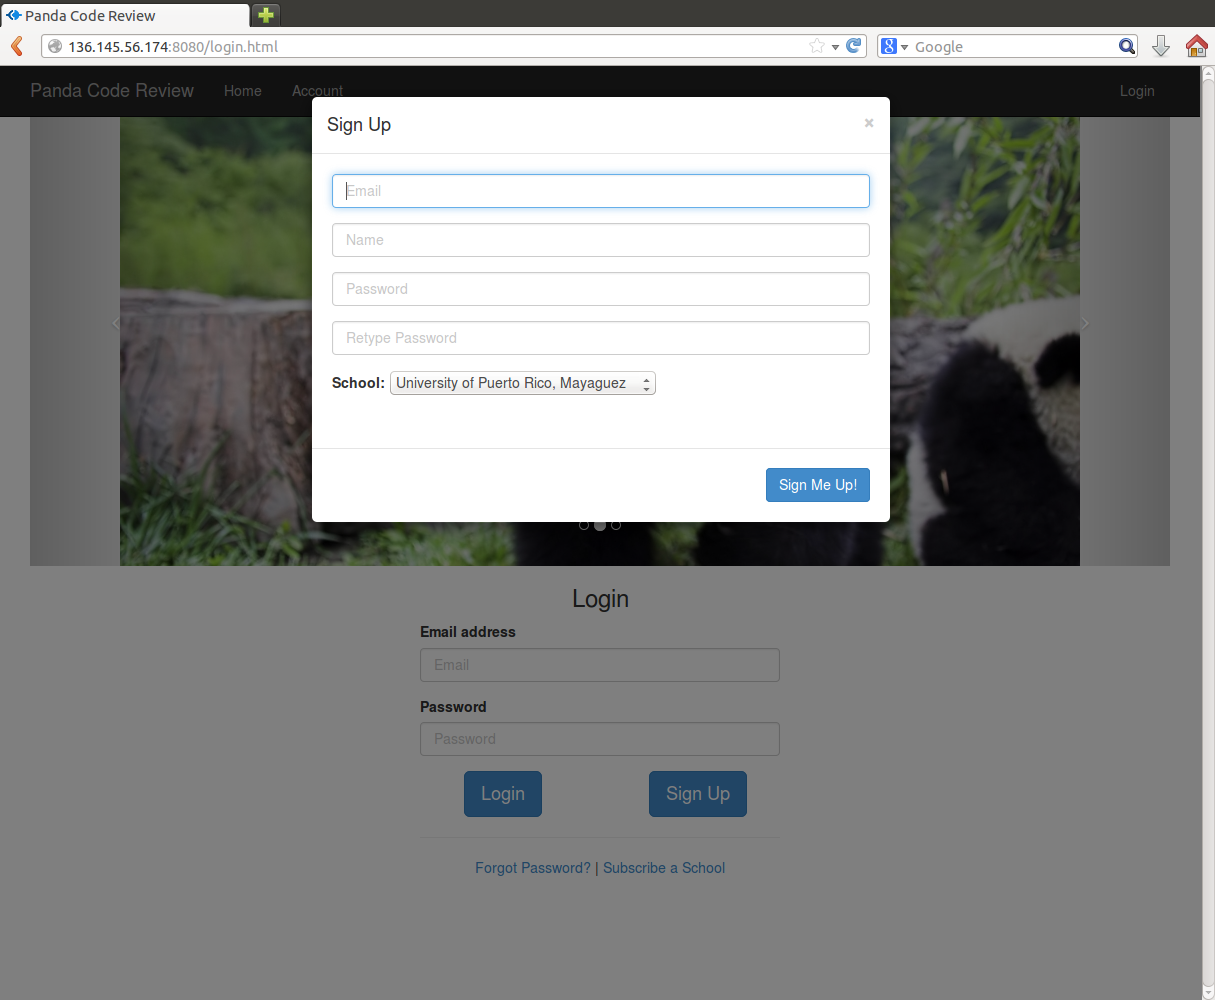 Panda Code Review
136.145.56.174:8080/login.html
Google
Panda Code Review Home Account Login
Sign Up ×
Email
Name
Password
Retype Password
School: University of Puerto Rico, Mayaguez
Sign Me Up!
Login
Email address
Email
Password
Password
Login Sign Up
Forgot Password? | Subscribe a School